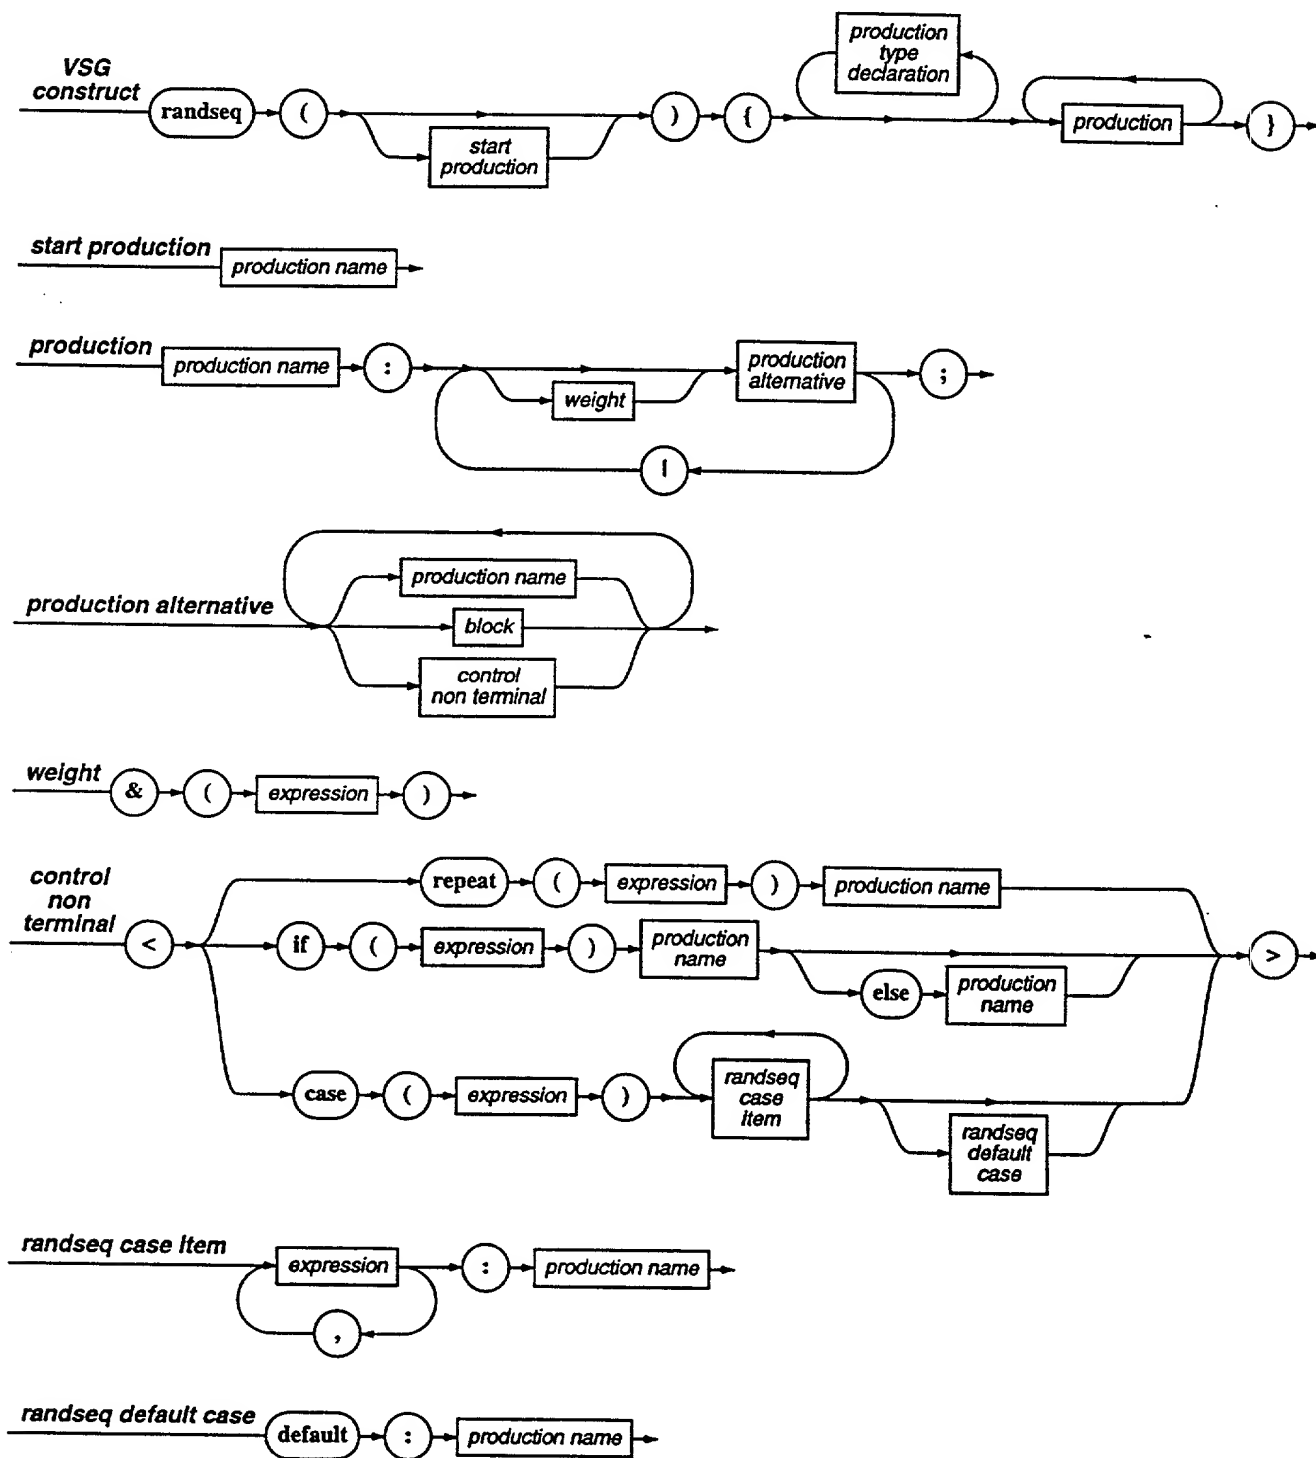 production
type
declaration
VSG
construct
randseq ( ) { production }
start
production
start production
production name
production
production name : production
alternative ;
weight
|
production name
production alternative
block
control
non terminal
weight
& ( expression )
control
non
terminal
repeat ( expression ) production name
< if ( expression ) production
name >
else production
name
case ( expression ) randseq
case
item
randseq
default
case
randseq case item
expression : production name
,
randseq default case
default : production name